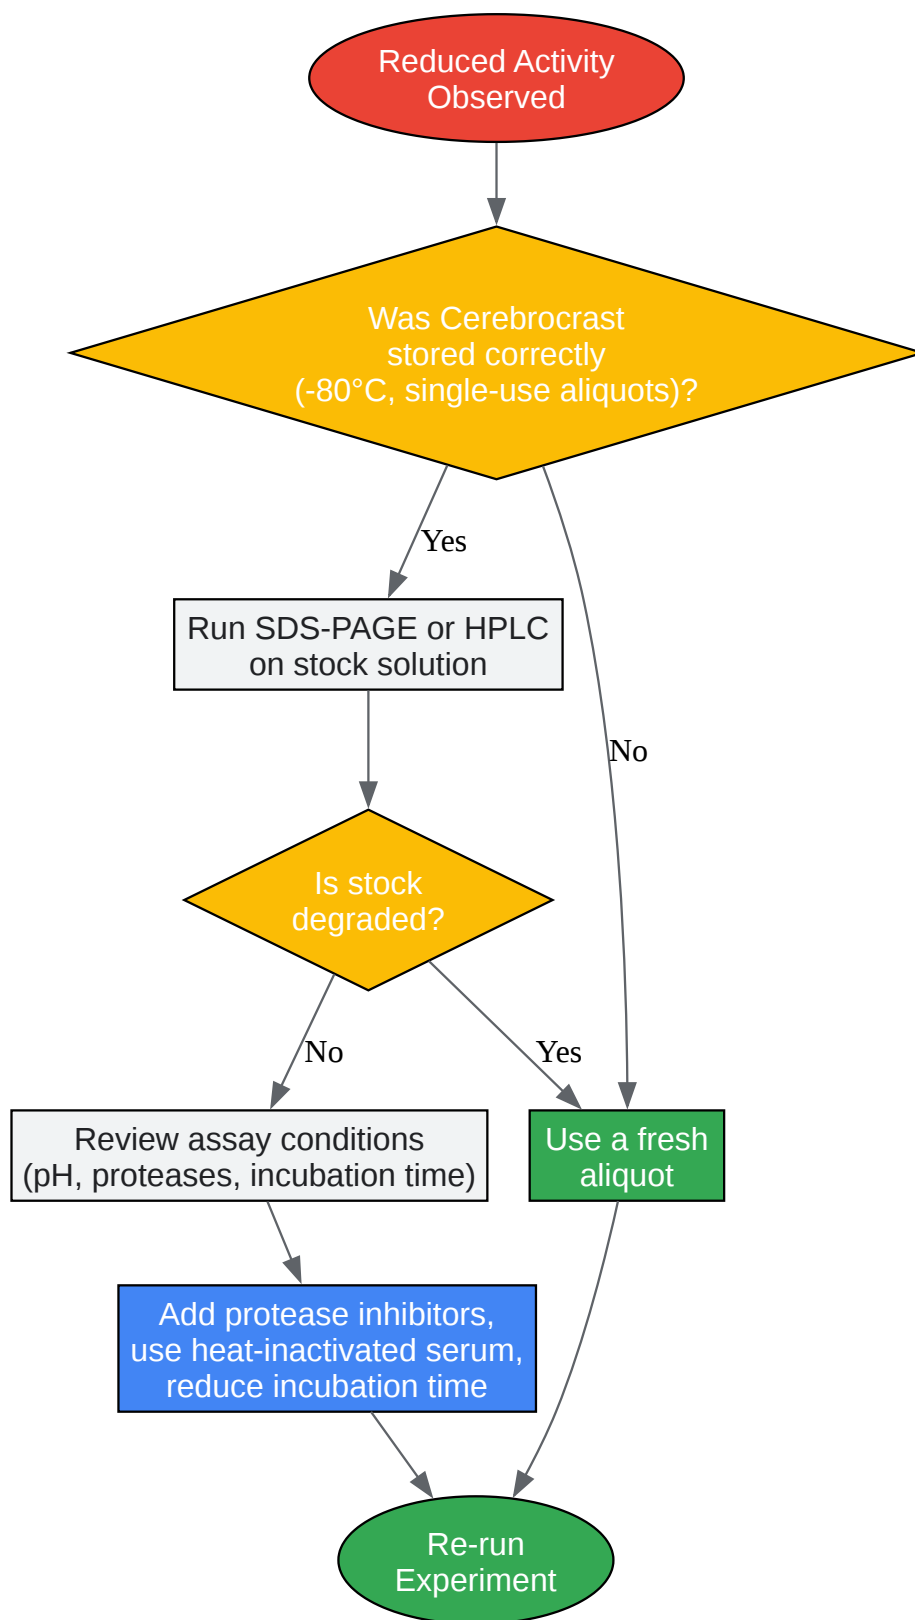 Reduced Activity
Observed
Was Cerebrocrast
stored correctly
(-80°C, single-use aliquots)?
Yes
Run SDS-PAGE or HPLC
on stock solution
No
Is stock
degraded?
No
Yes
Review assay conditions
(pH, proteases, incubation time)
Use a fresh
aliquot
Add protease inhibitors,
use heat-inactivated serum,
reduce incubation time
Re-run
Experiment